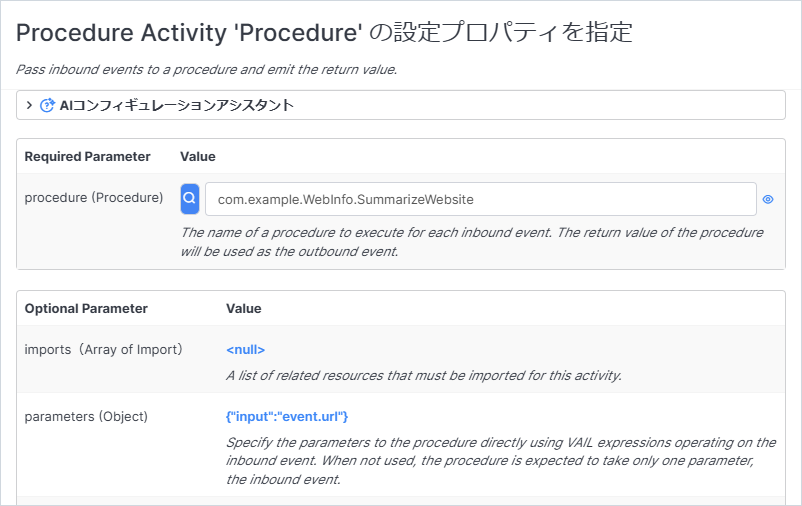 Procedure Activity 'Procedure' の設定プロパティを指定
Pass inbound events to a procedure and emit the return value.
AIコンフィギュレーションアシスタント
Required Parameter Value
procedure (Procedure) com.example.WebInfo.SummarizeWebsite
The name of a procedure to execute for each inbound event. The return value of the procedure
will be used as the outbound event.
Optional Parameter Value
imports（Array of Import） <null>
A list of related resources that must be imported for this activity.
parameters (Object) {"input":"event.url"}
Specify the parameters to the procedure directly using VAIL expressions operating on the
inbound event. When not used, the procedure is expected to take only one parameter,
the inbound event.